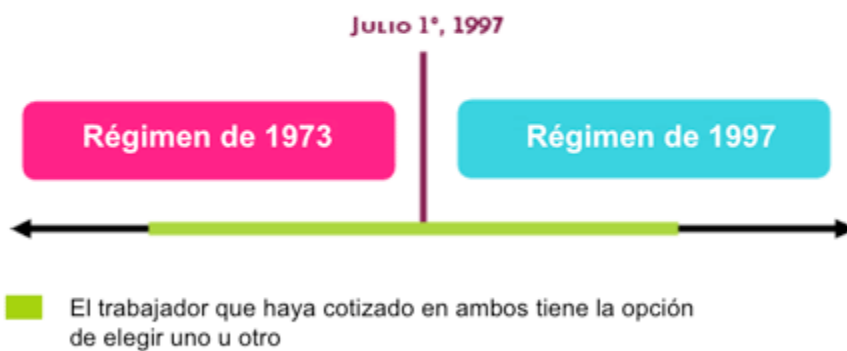 Julio 1°, 1997
Régimen de 1973
Régimen de 1997
El trabajador que haya cotizado en ambos tiene la opción
de elegir uno u otro